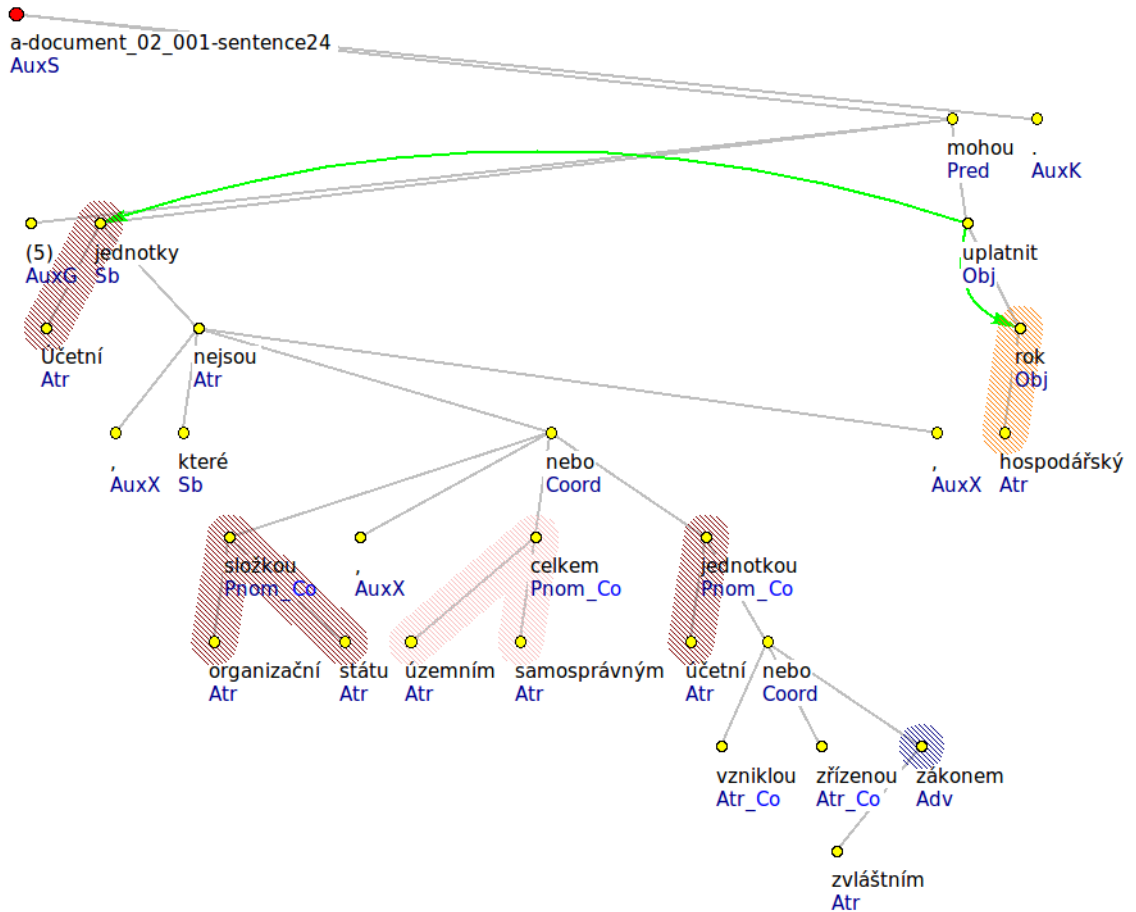 a-document_02_001-sentence24
AuxS
mohou .
Pred AuxK
(5) jednotky uplatnit
AuxG Sb Obj
Účetní nejsou rok
Atr Atr Obj
, které nebo , hospodářský
AuxX Sb Coord AuxX Atr
složkou , celkem jednotkou
Pnom_Co AuxX Pnom_Co Pnom_Co
organizační státu územním samosprávným účetní nebo
Atr Atr Atr Atr Atr Coord
vzniklou zřízenou zákonem
Atr_Co Atr_Co Adv
zvláštním
Atr